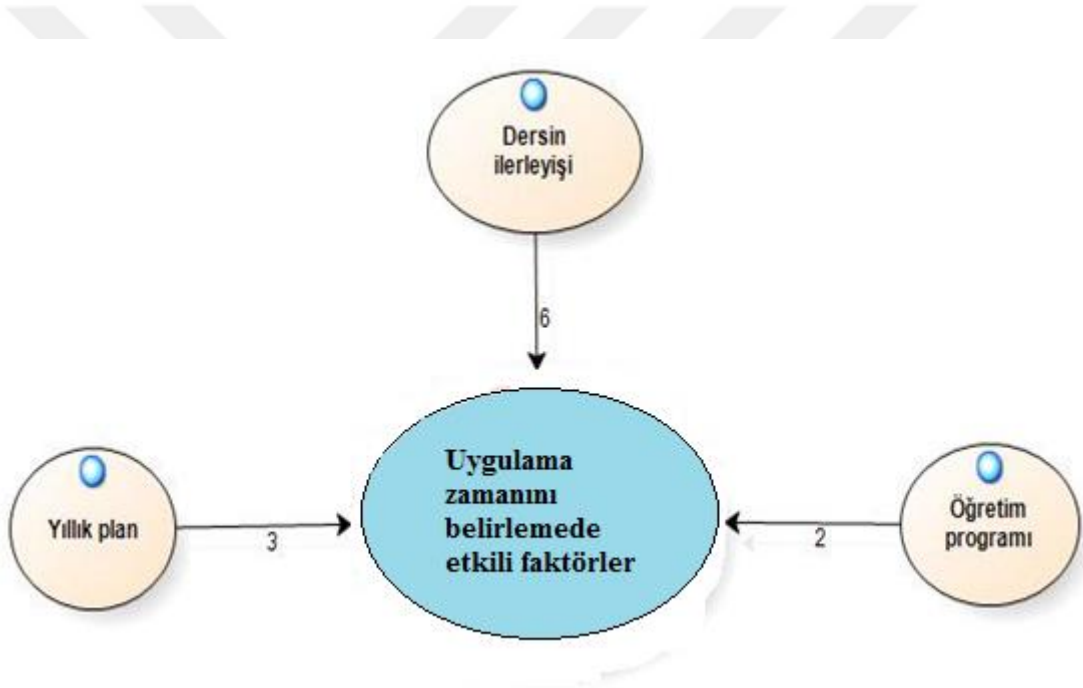 Dersin
ilerleyişi
6
Uygulama
zamanını
belirlemede
etkili faktörler
Yıllık plan
3
2
Öğretim
programı